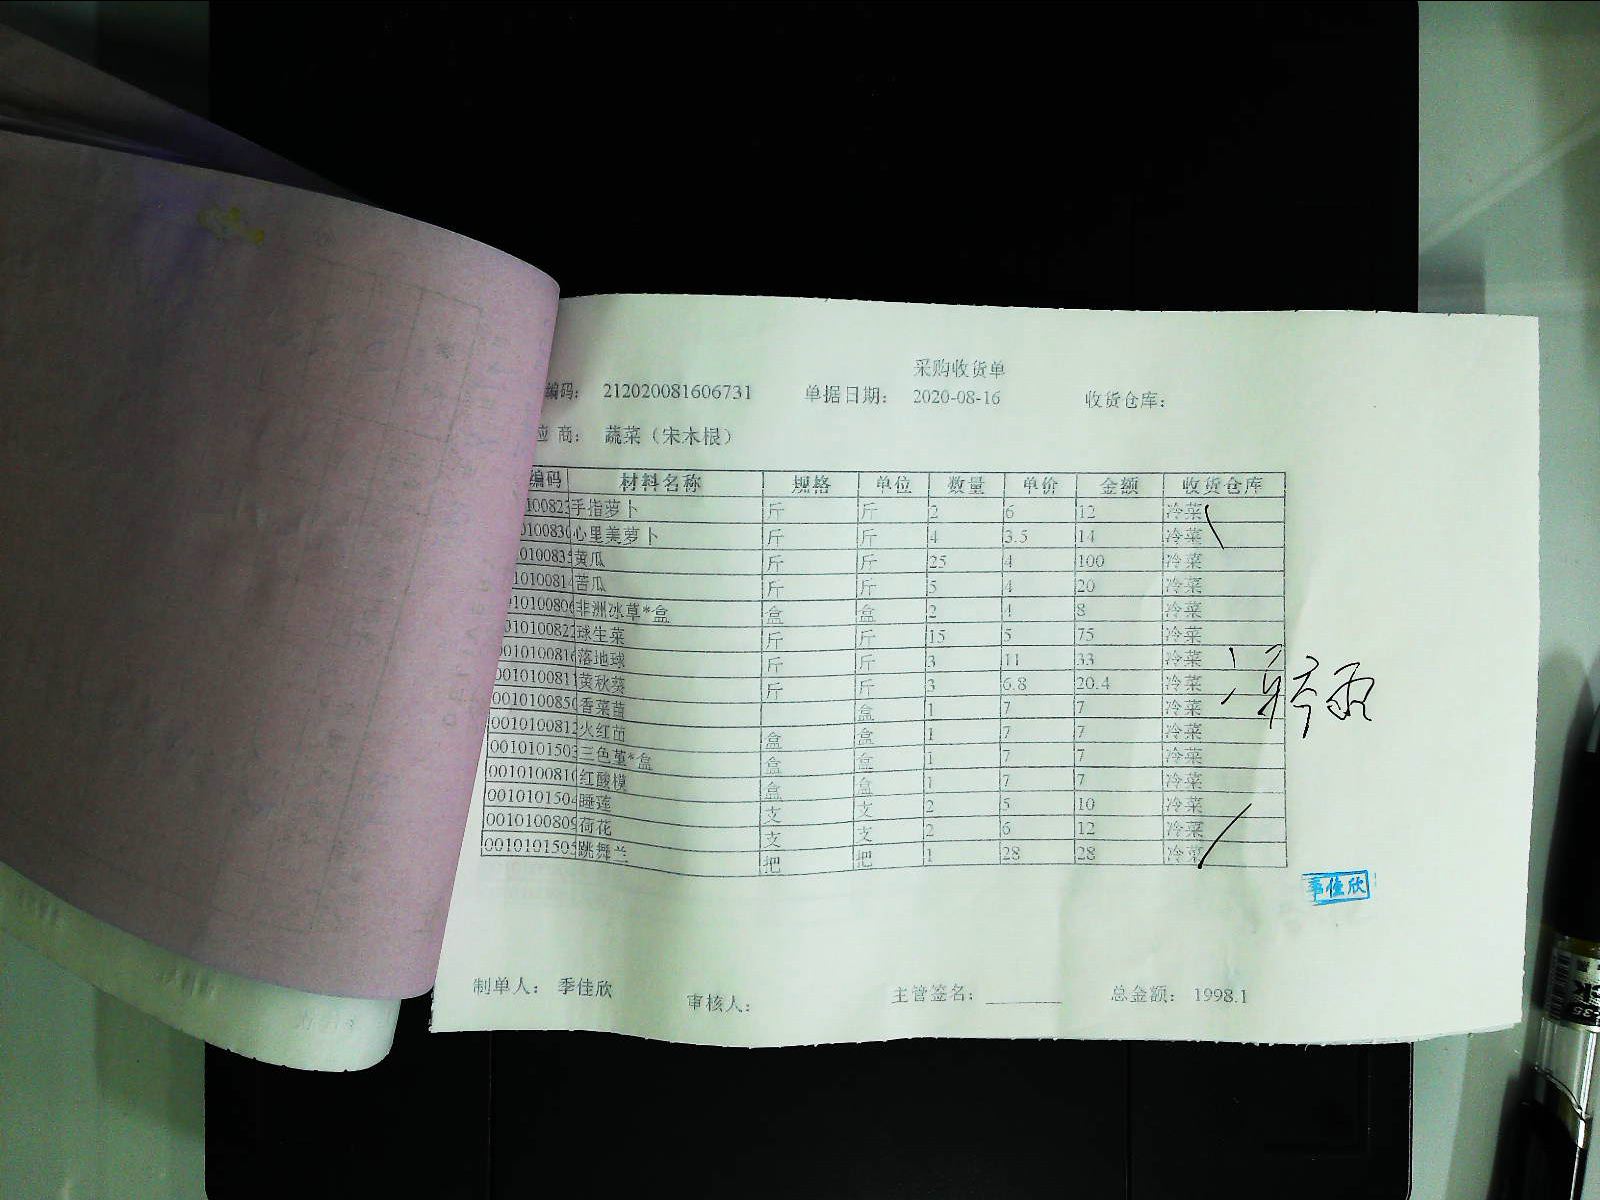 采购收货单
编码： 212020081606731 单据日期： 2020-08-16 收货仓库：
应 商： 蔬菜（宋木根）
编码 材料名称 规格 单位 数量 单价 金额 收货仓库
100823 手指萝卜 斤 斤 2 6 12 冷菜
0100830 心里美萝卜 斤 斤 4 3.5 14 冷菜
010083 黄瓜 斤 斤 25 4 100 冷菜
1010081 苦瓜 斤 斤 5 4 20 冷菜
10100806 非洲冰草*盒 盒 盒 2 4 8 冷菜
01010082 球生菜 斤 斤 15 5 75 冷菜
001010081 落地球 斤 斤 3 11 33 冷菜
0010100811 黄秋葵 斤 斤 3 6.8 20.4 冷菜
0010100850 香菜苗 盒 1 7 7 冷菜
0010100812 火红苗 盒 盒 1 7 7 冷菜
0010101503 三色堇*盒 盒 盒 1 7 7 冷菜
0010100810 红酸模 盒 盒 1 7 7 冷菜
0010101504 睡莲 支 支 2 5 10 冷菜
0010100809 荷花 支 支 2 6 12 冷菜
0010101505 跳舞兰 把 把 1 28 28 冷菜
季佳欣
制单人： 季佳欣 审核人： 主管签名： 总金额： 1998.1